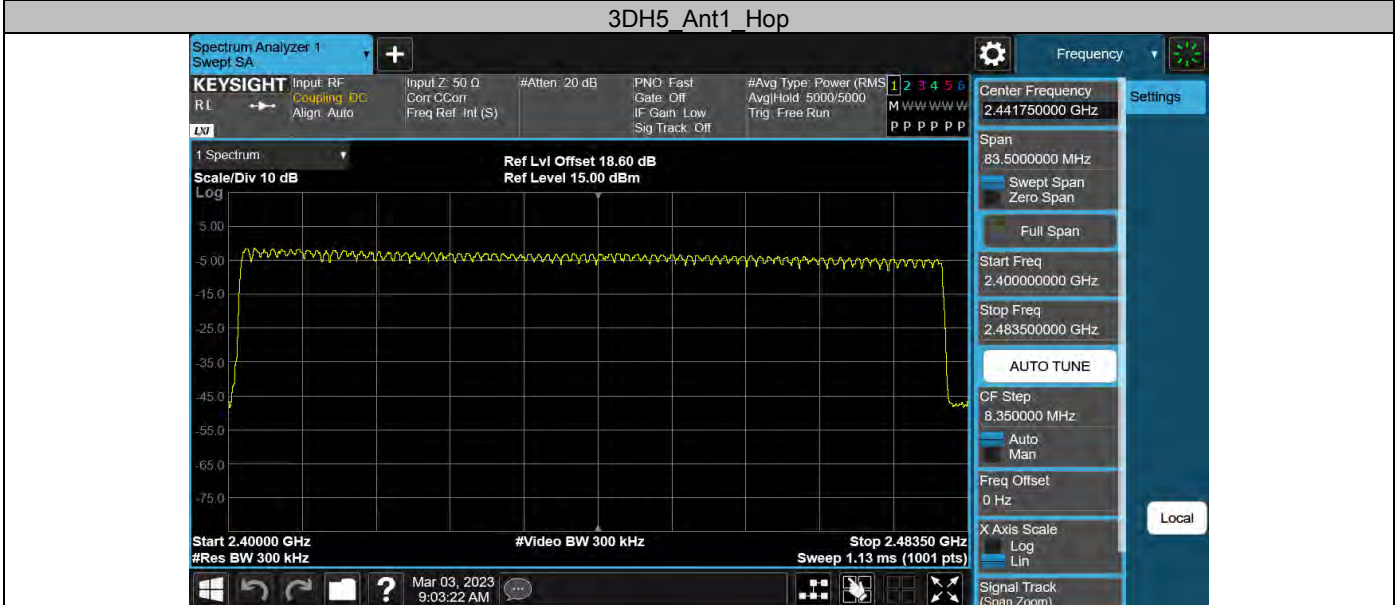 3DH5_Ant1_Hop
Spectrum Analyzer 1
Swept SA
Frequency
KEYSIGHT
RL
LXI
Input: RF
Coupling: DC
Align: Auto
Input Z: 50 Ω
Corr CCorr
Freq Ref: Int (S)
#Atten: 20 dB
PNO: Fast
Gate: Off
IF Gain: Low
Sig Track: Off
#Avg Type: Power (RMS
Avg|Hold: 5000/5000
Trig: Free Run
1 2 3 4 5 6
M W W W W W
P P P P P P
Center Frequency
2.441750000 GHz
Settings
Span
83.5000000 MHz
Swept Span
Zero Span
Full Span
Start Freq
2.400000000 GHz
Stop Freq
2.483500000 GHz
AUTO TUNE
CF Step
8.350000 MHz
Auto
Man
Freq Offset
0 Hz
X Axis Scale
Log
Lin
Signal Track
(Span Zoom)
Local
1 Spectrum
Scale/Div 10 dB
Log
Ref Lvl Offset 18.60 dB
Ref Level 15.00 dBm
5.00
-5.00
-15.0
-25.0
-35.0
-45.0
-55.0
-65.0
-75.0
Start 2.40000 GHz
#Res BW 300 kHz
#Video BW 300 kHz
Stop 2.48350 GHz
Sweep 1.13 ms (1001 pts)
?
Mar 03, 2023
9:03:22 AM